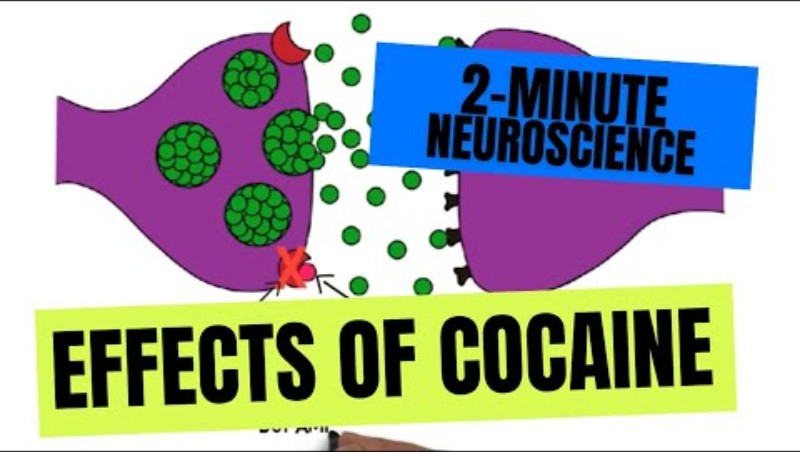 2-MINUTE
NEUROSCIENCE
X
EFFECTS OF COCAINE